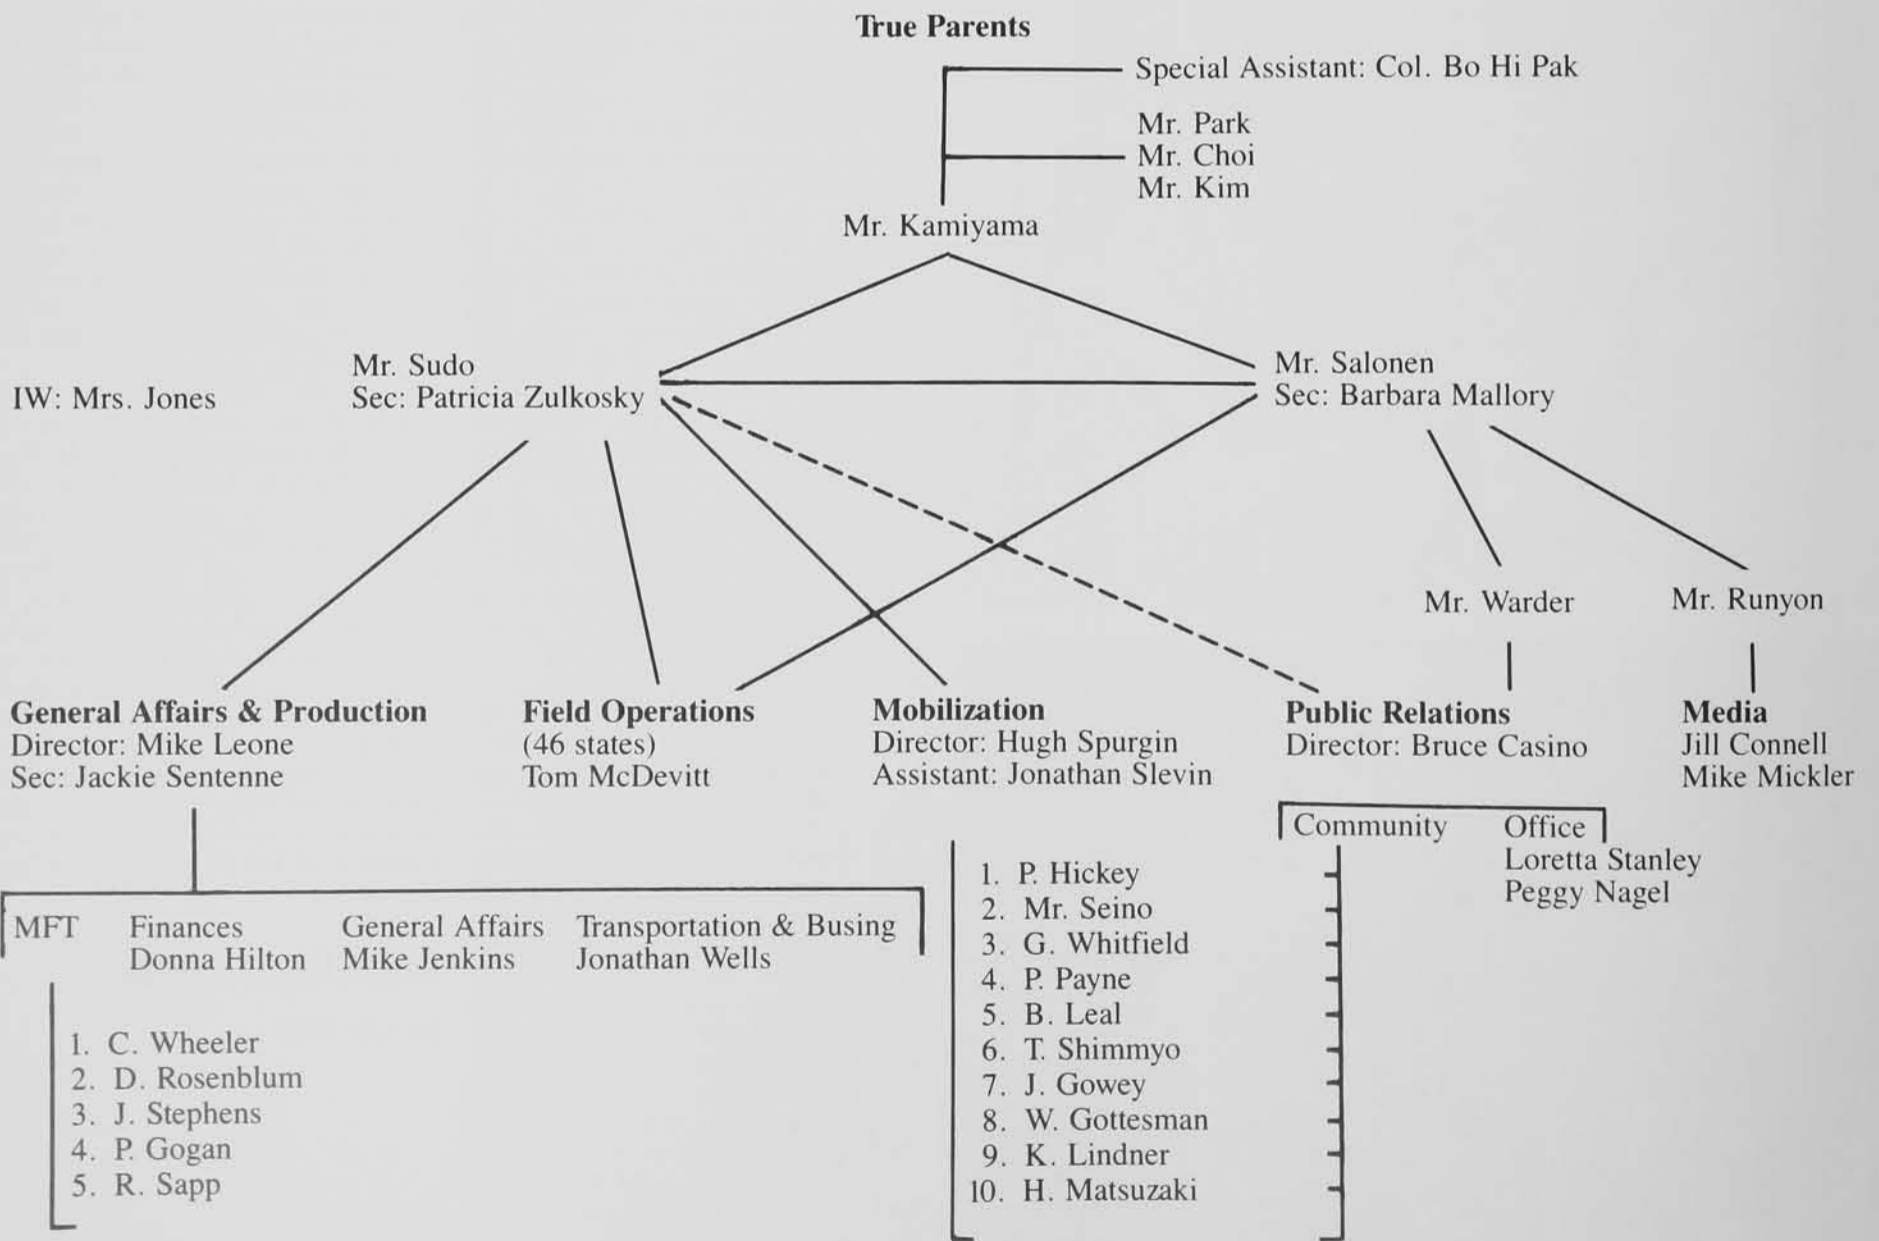 True Parents
Special Assistant: Col. Bo Hi Pak
Mr. Park
Mr. Choi
Mr. Kim
Mr. Kamiyama
IW: Mrs. Jones
Mr. Sudo
Sec: Patricia Zulkosky
Mr. Salonen
Sec: Barbara Mallory
Mr. Warder
Mr. Runyon
General Affairs & Production
Director: Mike Leone
Sec: Jackie Sentenne
Field Operations
(46 states)
Tom McDevitt
Mobilization
Director: Hugh Spurgin
Assistant: Jonathan Slevin
Public Relations
Director: Bruce Casino
Media
Jill Connell
Mike Mickler
MFT
Finances
Donna Hilton
General Affairs
Mike Jenkins
Transportation & Busing
Jonathan Wells
1. C. Wheeler
2. D. Rosenblum
3. J. Stephens
4. P. Gogan
5. R. Sapp
1. P. Hickey
2. Mr. Seino
3. G. Whitfield
4. P. Payne
5. B. Leal
6. T. Shimmyo
7. J. Gowey
8. W. Gottesman
9. K. Lindner
10. H. Matsuzaki
Community
Office
Loretta Stanley
Peggy Nagel